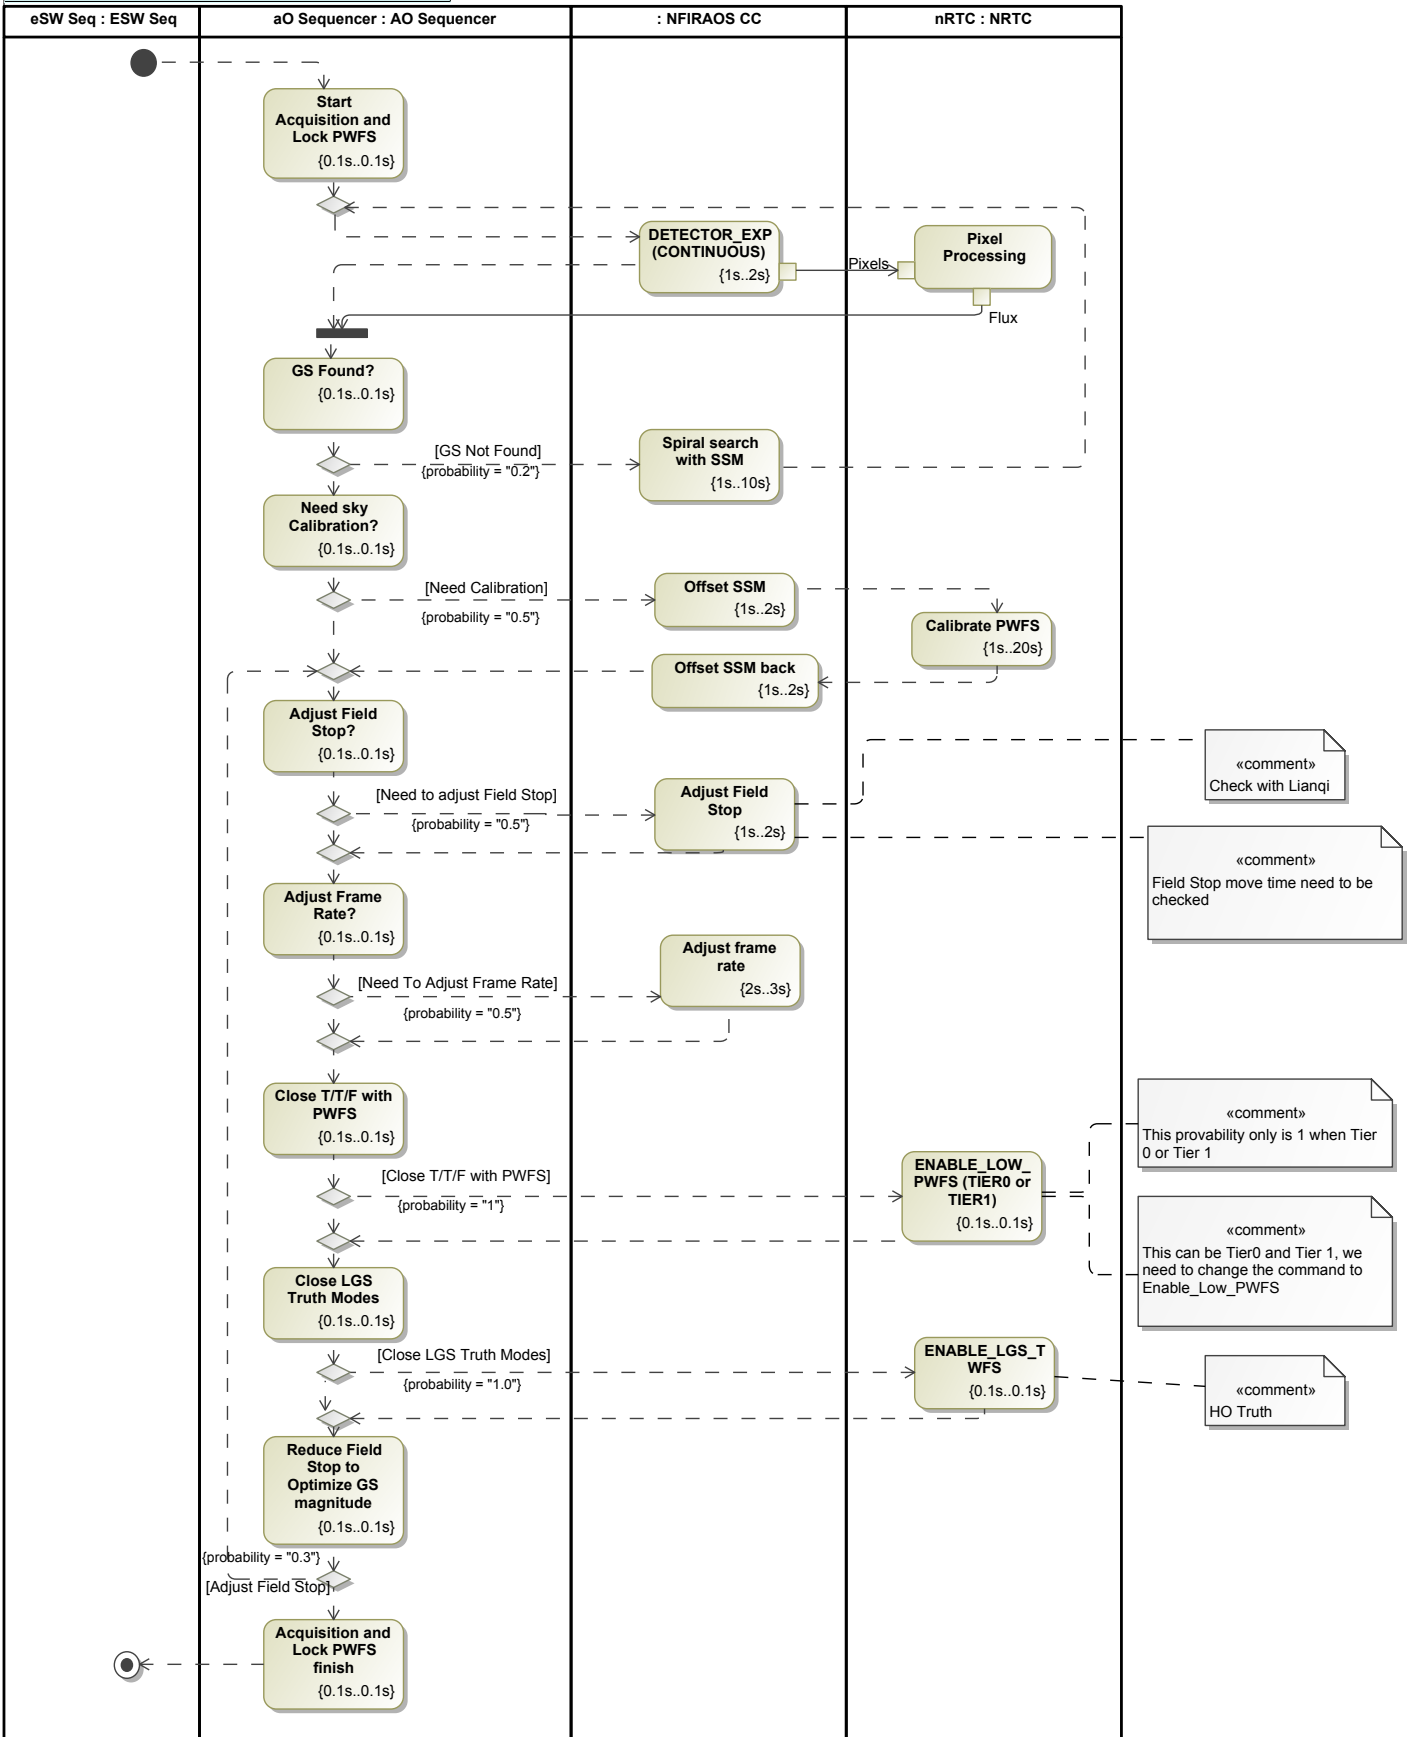 eSW Seq : ESW Seq
aO Sequencer : AO Sequencer
: NFIRAOS CC
nRTC : NRTC
Start
Acquisition and
Lock PWFS
{0.1s..0.1s}
DETECTOR_EXP
(CONTINUOUS)
{1s..2s}
Pixels
Pixel
Processing
Flux
GS Found?
{0.1s..0.1s}
[GS Not Found]
{probability = "0.2"}
Spiral search
with SSM
{1s..10s}
Need sky
Calibration?
{0.1s..0.1s}
[Need Calibration]
{probability = "0.5"}
Offset SSM
{1s..2s}
Calibrate PWFS
{1s..20s}
Offset SSM back
{1s..2s}
Adjust Field
Stop?
{0.1s..0.1s}
[Need to adjust Field Stop]
{probability = "0.5"}
Adjust Field
Stop
{1s..2s}
«comment»
Check with Lianqi
«comment»
Field Stop move time need to be
checked
Adjust Frame
Rate?
{0.1s..0.1s}
[Need To Adjust Frame Rate]
{probability = "0.5"}
Adjust frame
rate
{2s..3s}
Close T/T/F with
PWFS
{0.1s..0.1s}
[Close T/T/F with PWFS]
{probability = "1"}
ENABLE_LOW_
PWFS (TIER0 or
TIER1)
{0.1s..0.1s}
«comment»
This provability only is 1 when Tier
0 or Tier 1
«comment»
This can be Tier0 and Tier 1, we
need to change the command to
Enable_Low_PWFS
Close LGS
Truth Modes
{0.1s..0.1s}
[Close LGS Truth Modes]
{probability = "1.0"}
ENABLE_LGS_T
WFS
{0.1s..0.1s}
«comment»
HO Truth
Reduce Field
Stop to
Optimize GS
magnitude
{0.1s..0.1s}
{probability = "0.3"}
[Adjust Field Stop]
Acquisition and
Lock PWFS
finish
{0.1s..0.1s}